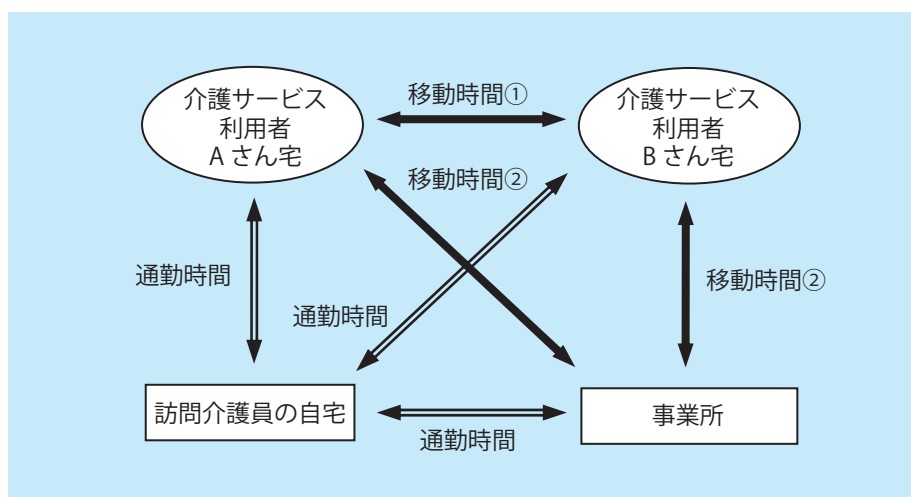 介護サービス
利用者
Aさん宅
移動時間①
介護サービス
利用者
Bさん宅
移動時間②
通勤時間
通勤時間
移動時間②
訪問介護員の自宅
通勤時間
事業所